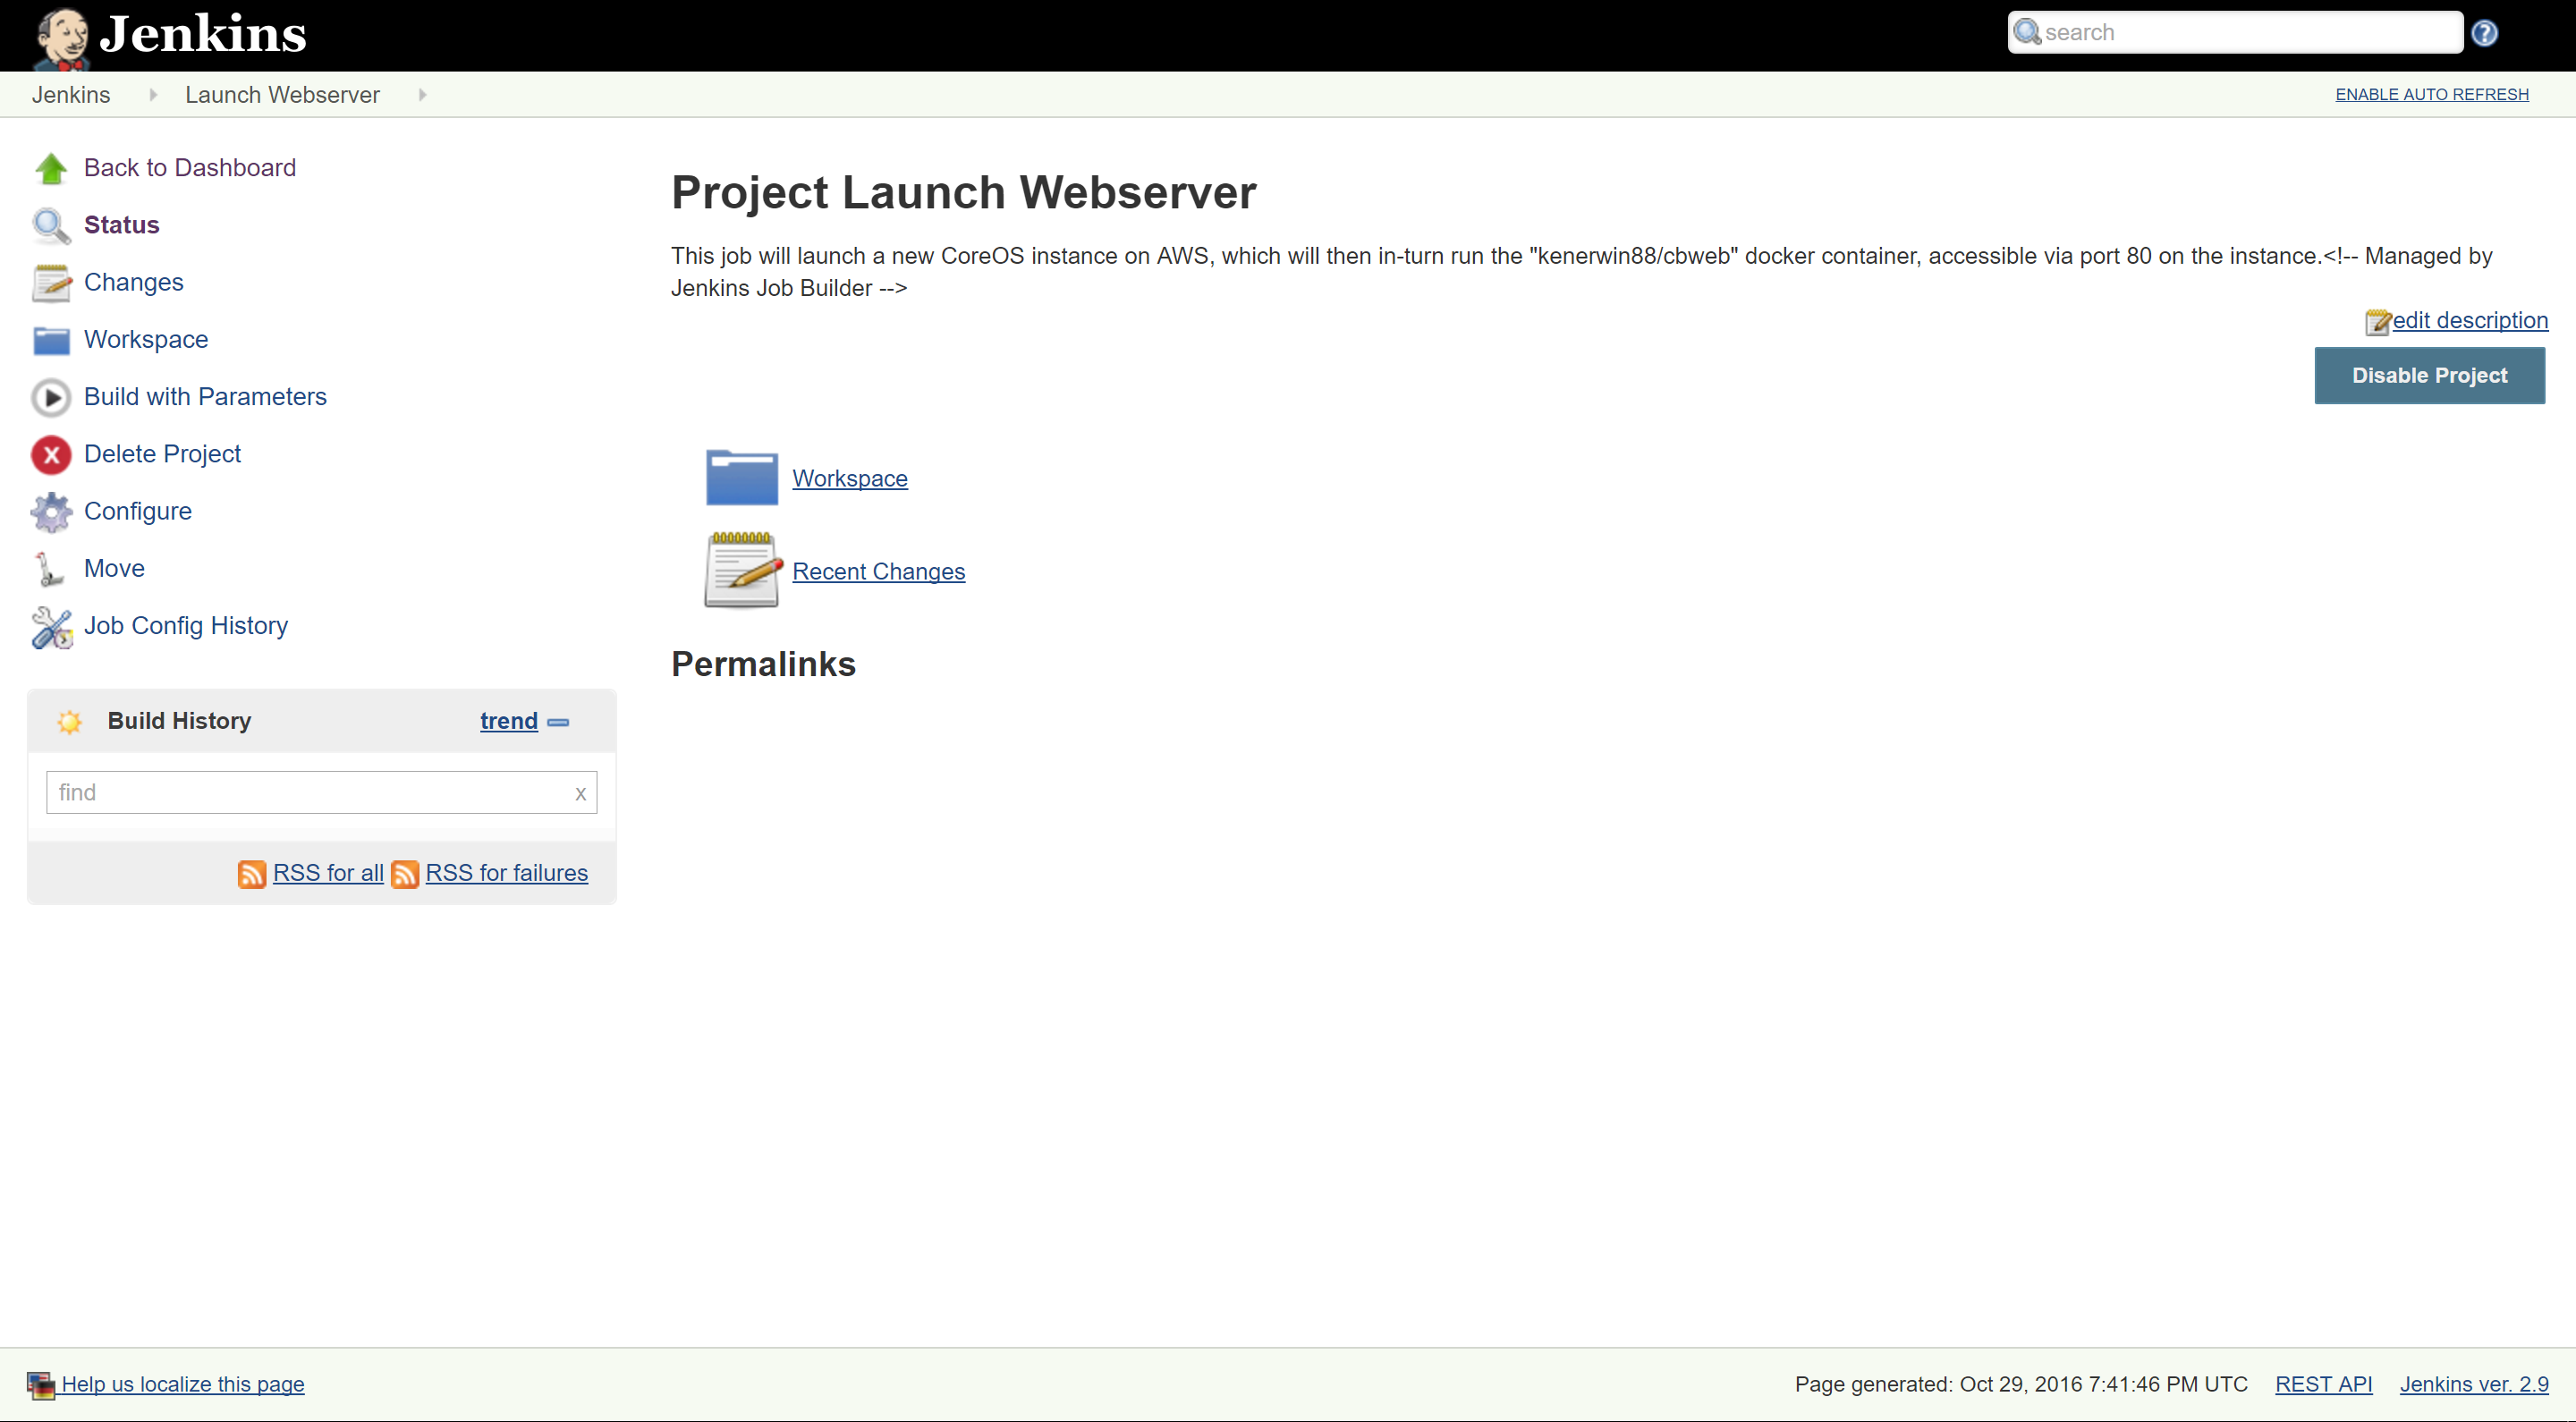 Jenkins
search
Jenkins Launch Webserver ENABLE AUTO REFRESH
Back to Dashboard
Status
Changes
Workspace
Build with Parameters
Delete Project
Configure
Move
Job Config History
Build History trend
find x
RSS for all RSS for failures
Project Launch Webserver
This job will launch a new CoreOS instance on AWS, which will then in-turn run the "kenerwin88/cbweb" docker container, accessible via port 80 on the instance.<!-- Managed by
Jenkins Job Builder -->
edit description
Disable Project
Workspace
Recent Changes
Permalinks
Help us localize this page
Page generated: Oct 29, 2016 7:41:46 PM UTC REST API Jenkins ver. 2.9